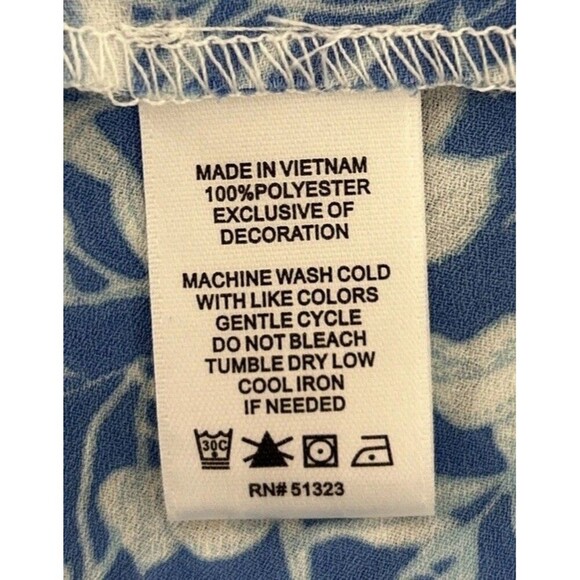 MADE IN VIETNAM
100%POLYESTER
EXCLUSIVE OF
DECORATION
MACHINE WASH COLD
WITH LIKE COLORS
GENTLE CYCLE
DO NOT BLEACH
TUMBLE DRY LOW
COOL IRON
IF NEEDED
30C
RN# 51323